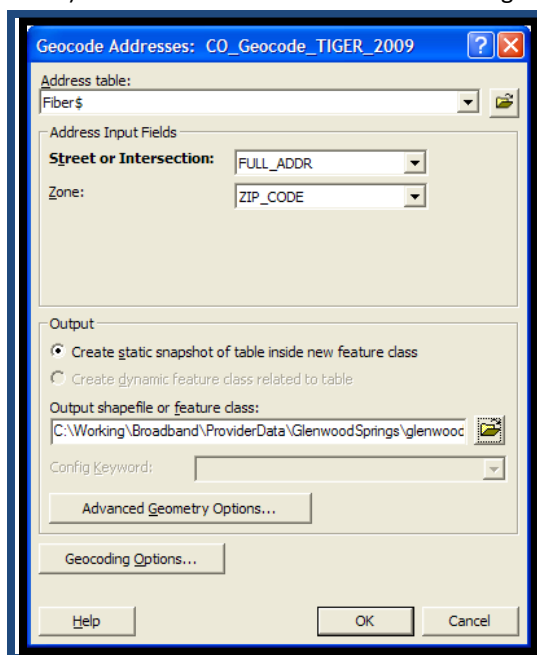 Geocode Addresses: CO_Geocode_TIGER_2009
Address table:
Fiber$
Address Input Fields
Street or Intersection: FULL_ADDR
Zone: ZIP_CODE
Output
Create static snapshot of table inside new feature class
Create dynamic feature class related to table
Output shapefile or feature class:
C:\Working\Broadband\ProviderData\GlenwoodSprings\glenwooc
Config Keyword:
Advanced Geometry Options...
Geocoding Options...
Help OK Cancel